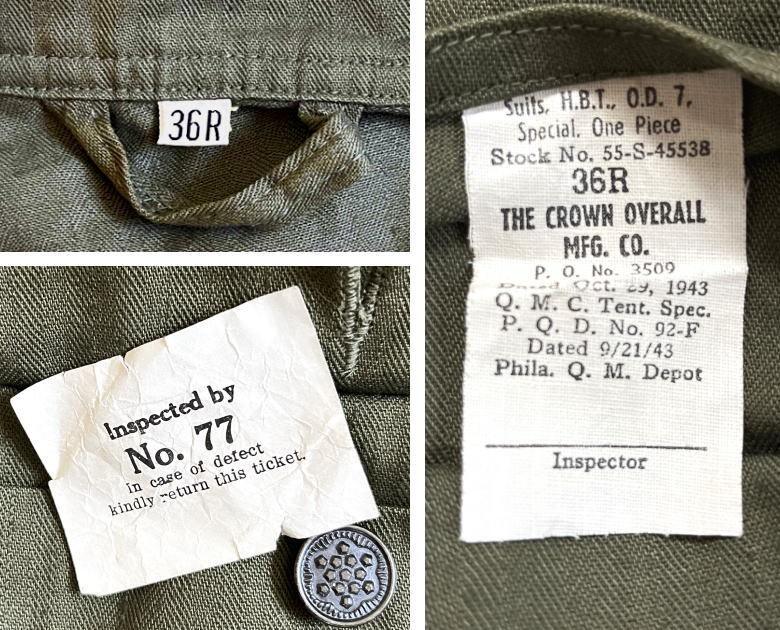 36R
Inspected by
No. 77
in case of defect
kindly return this ticket.
Suits, H.B.T., O.D. 7,
Special, One Piece
Stock No. 55-S-45538
36R
THE CROWN OVERALL
MFG. CO.
P. O. No. 3509
Dated Oct. 29, 1943
Q. M. C. Tent. Spec.
P. Q. D. No. 92-F
Dated 9/21/43
Phila. Q. M. Depot
Inspector